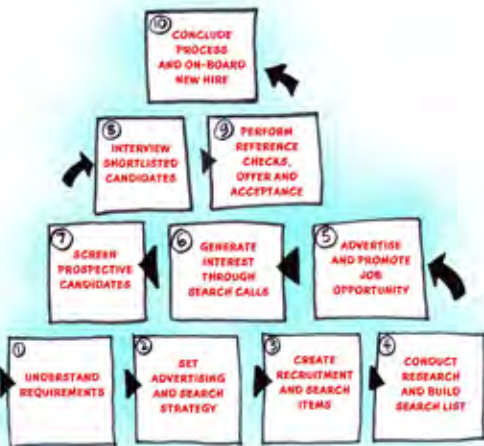 10
CONCLUDE
PROCESS
AND ON-BOARD
NEW HIRE
8
INTERVIEW
SHORTLISTED
CANDIDATES
9
PERFORM
REFERENCE
CHECKS,
OFFER AND
ACCEPTANCE
7
SCREEN
PROSPECTIVE
CANDIDATES
6
GENERATE
INTEREST
THROUGH
SEARCH CALLS
5
ADVERTISE
AND PROMOTE
JOB
OPPORTUNITY
1
UNDERSTAND
REQUIREMENTS
2
SET
ADVERTISING
AND SEARCH
STRATEGY
3
CREATE
RECRUITMENT
AND SEARCH
ITEMS
4
CONDUCT
RESEARCH
AND BUILD
SEARCH LIST